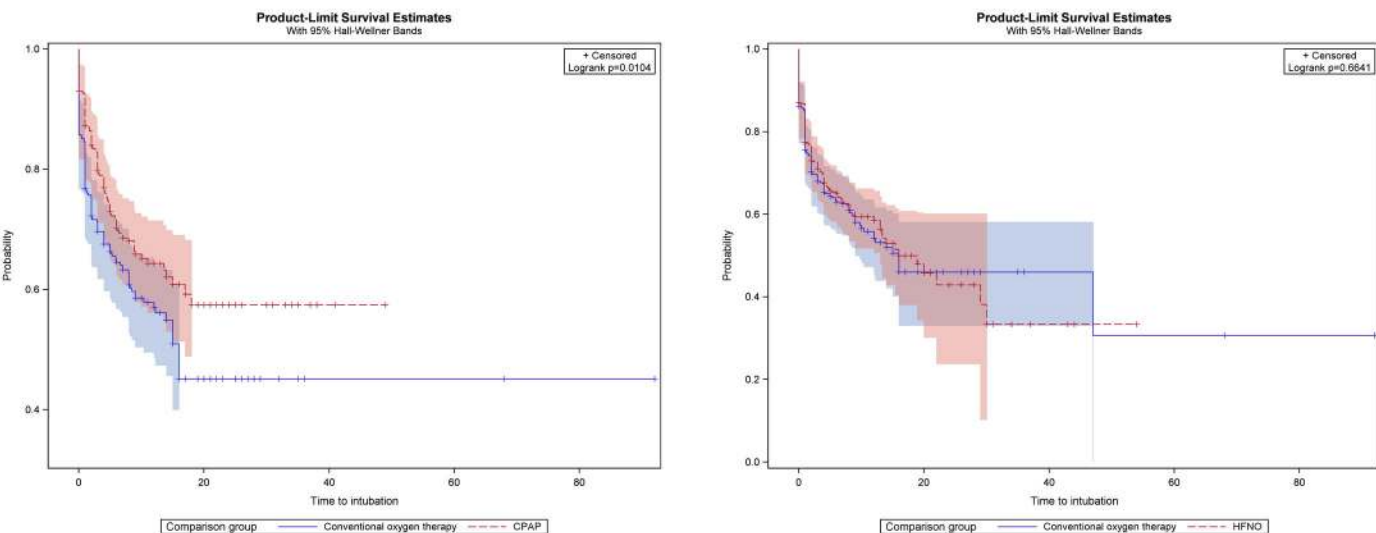 Product-Limit Survival Estimates
With 95% Hall-Wellner Bands
+ Censored
Logrank p=0.0104
1.0
0.8
0.6
0.4
Probability
0 20 40 60 80
Time to intubation
Comparison group Conventional oxygen therapy CPAP
Product-Limit Survival Estimates
With 95% Hall-Wellner Bands
+ Censored
Logrank p=0.6641
1.0
0.8
0.6
0.4
0.2
0.0
Probability
0 20 40 60 80
Time to intubation
Comparison group Conventional oxygen therapy HFNO